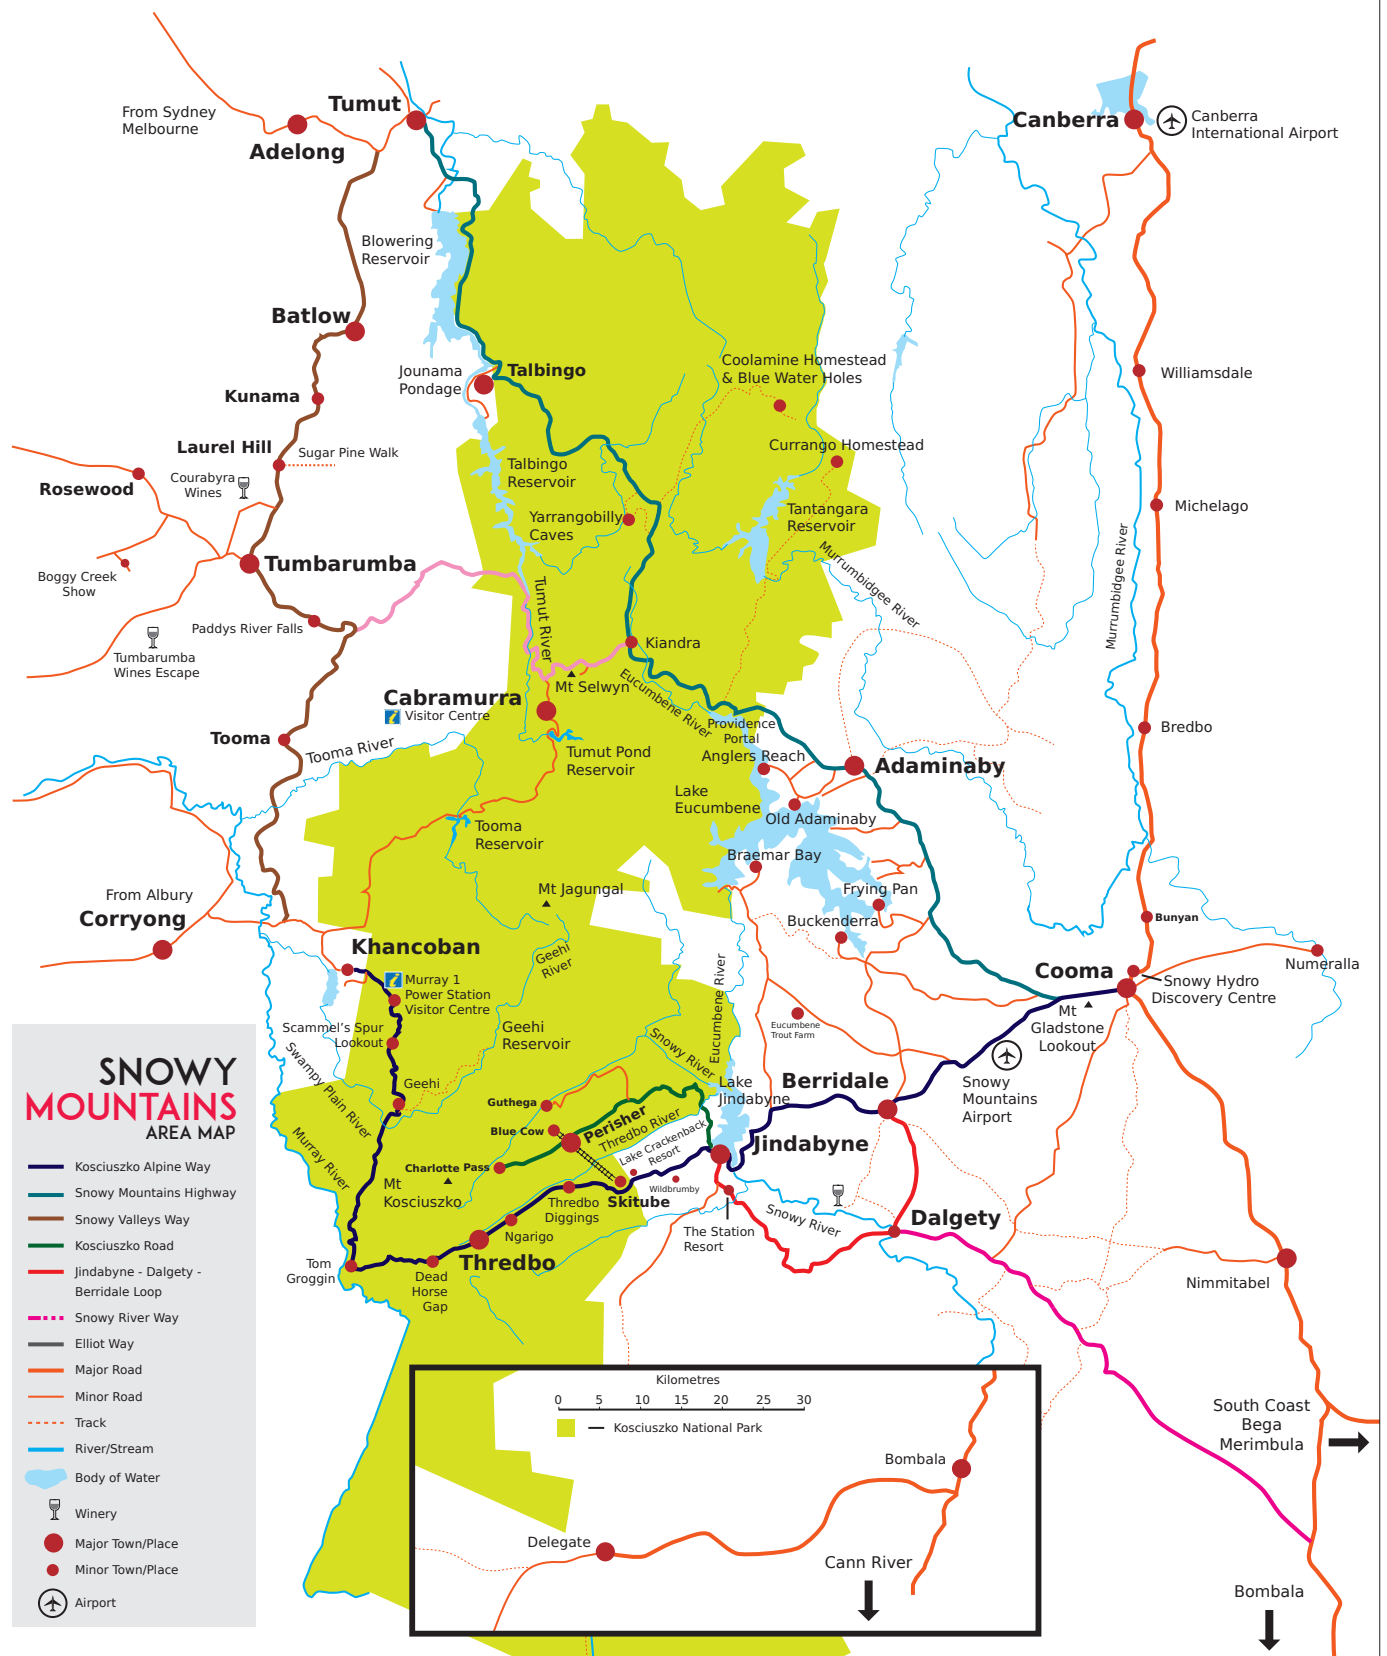 From Sydney
Melbourne
Tumut
Adelong
Canberra
Canberra
International Airport
Blowering
Reservoir
Batlow
Jounama
Pondage
Talbingo
Coolamine Homestead
& Blue Water Holes
Williamsdale
Kunama
Laurel Hill
Sugar Pine Walk
Currango Homestead
Courabyra
Wines
Rosewood
Talbingo
Reservoir
Yarrangobilly
Caves
Tantangara
Reservoir
Michelago
Murrumbidgee River
Murrumbidgee River
Boggy Creek
Show
Tumbarumba
Tumut River
Paddys River Falls
Tumbarumba
Wines Escape
Kiandra
Mt Selwyn
Eucumbene River
Cabramurra
Visitor Centre
Providence
Portal
Bredbo
Tooma
Tooma River
Tumut Pond
Reservoir
Anglers Reach
Adaminaby
Lake
Eucumbene
Old Adaminaby
Tooma
Reservoir
Braemar Bay
From Albury
Corryong
Mt Jagungal
Frying Pan
Buckenderra
Bunyan
Khancoban
Geehi
River
Numeralla
Cooma
Snowy Hydro
Discovery Centre
Murray 1
Power Station
Visitor Centre
Eucumbene River
Eucumbene
Trout Farm
Mt
Gladstone
Lookout
Scammel's Spur
Lookout
Geehi
Reservoir
Snowy River
Swampy Plain River
Geehi
Lake
Jindabyne
Berridale
Snowy
Mountains
Airport
Guthega
Blue Cow
Perisher
Thredbo River
Lake Crackenback
Resort
Jindabyne
Murray River
Charlotte Pass
Mt
Kosciuszko
Wildbrumby
Thredbo
Diggings
Skitube
Snowy River
Dalgety
The Station
Resort
Ngarigo
Thredbo
Tom
Groggin
Dead
Horse
Gap
Nimmitabel
SNOWY
MOUNTAINS
AREA MAP
Kosciuszko Alpine Way
Snowy Mountains Highway
Snowy Valleys Way
Kosciuszko Road
Jindabyne - Dalgety -
Berridale Loop
Snowy River Way
Elliot Way
Major Road
Minor Road
Track
River/Stream
Body of Water
Winery
Major Town/Place
Minor Town/Place
Airport
Kilometres
0 5 10 15 20 25 30
Kosciuszko National Park
Bombala
Delegate
Cann River
South Coast
Bega
Merimbula
Bombala